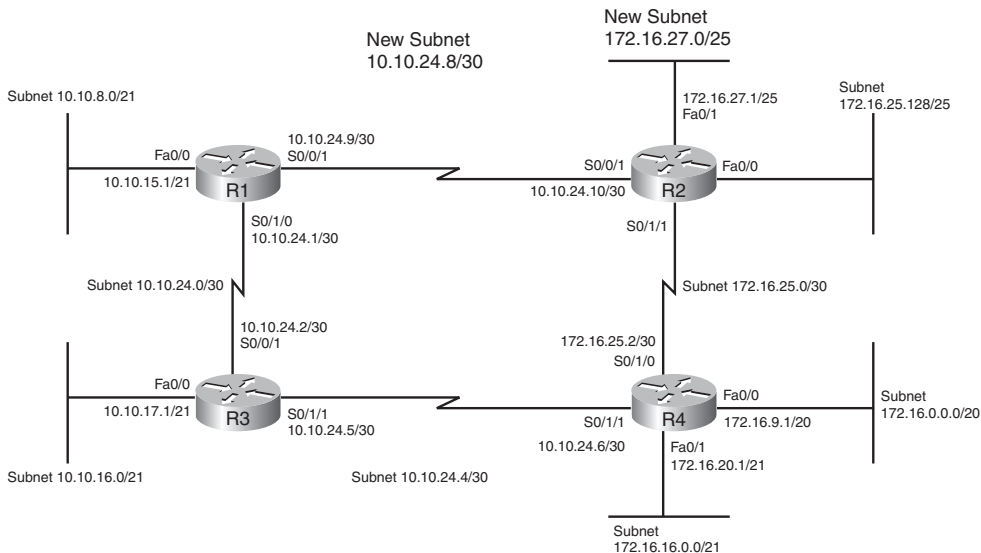 New Subnet
172.16.27.0/25
New Subnet
10.10.24.8/30
Subnet 10.10.8.0/21
172.16.27.1/25
Fa0/1
Subnet
172.16.25.128/25
10.10.24.9/30
S0/0/1
Fa0/0
10.10.15.1/21
R1
S0/0/1
10.10.24.10/30
R2
Fa0/0
S0/1/0
10.10.24.1/30
S0/1/1
Subnet 10.10.24.0/30
Subnet 172.16.25.0/30
10.10.24.2/30
S0/0/1
172.16.25.2/30
S0/1/0
Fa0/0
10.10.17.1/21
R3
S0/1/1
10.10.24.5/30
S0/1/1
10.10.24.6/30
R4
Fa0/0
172.16.9.1/20
Subnet
172.16.0.0.0/20
Fa0/1
172.16.20.1/21
Subnet 10.10.16.0/21
Subnet 10.10.24.4/30
Subnet
172.16.16.0.0/21